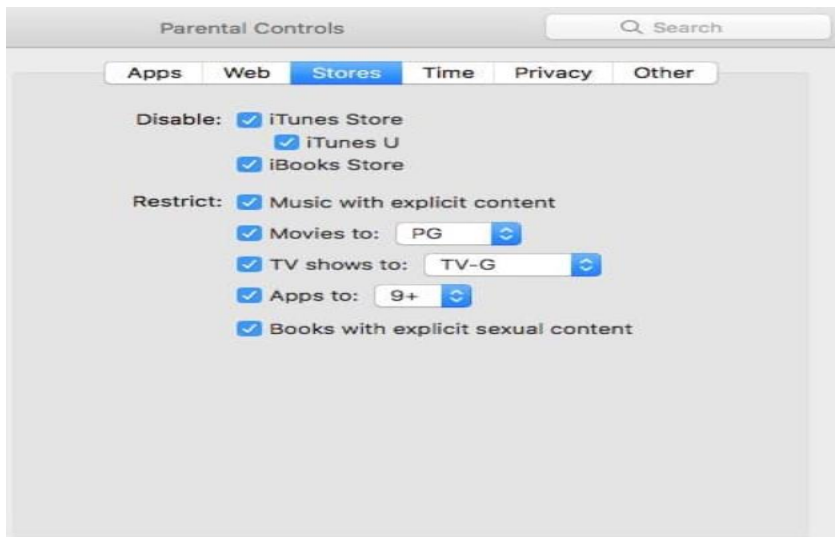 Parental Controls
Search
Apps Web Stores Time Privacy Other
Disable: iTunes Store
iTunes U
iBooks Store
Restrict: Music with explicit content
Movies to: PG
TV shows to: TV-G
Apps to: 9+
Books with explicit sexual content